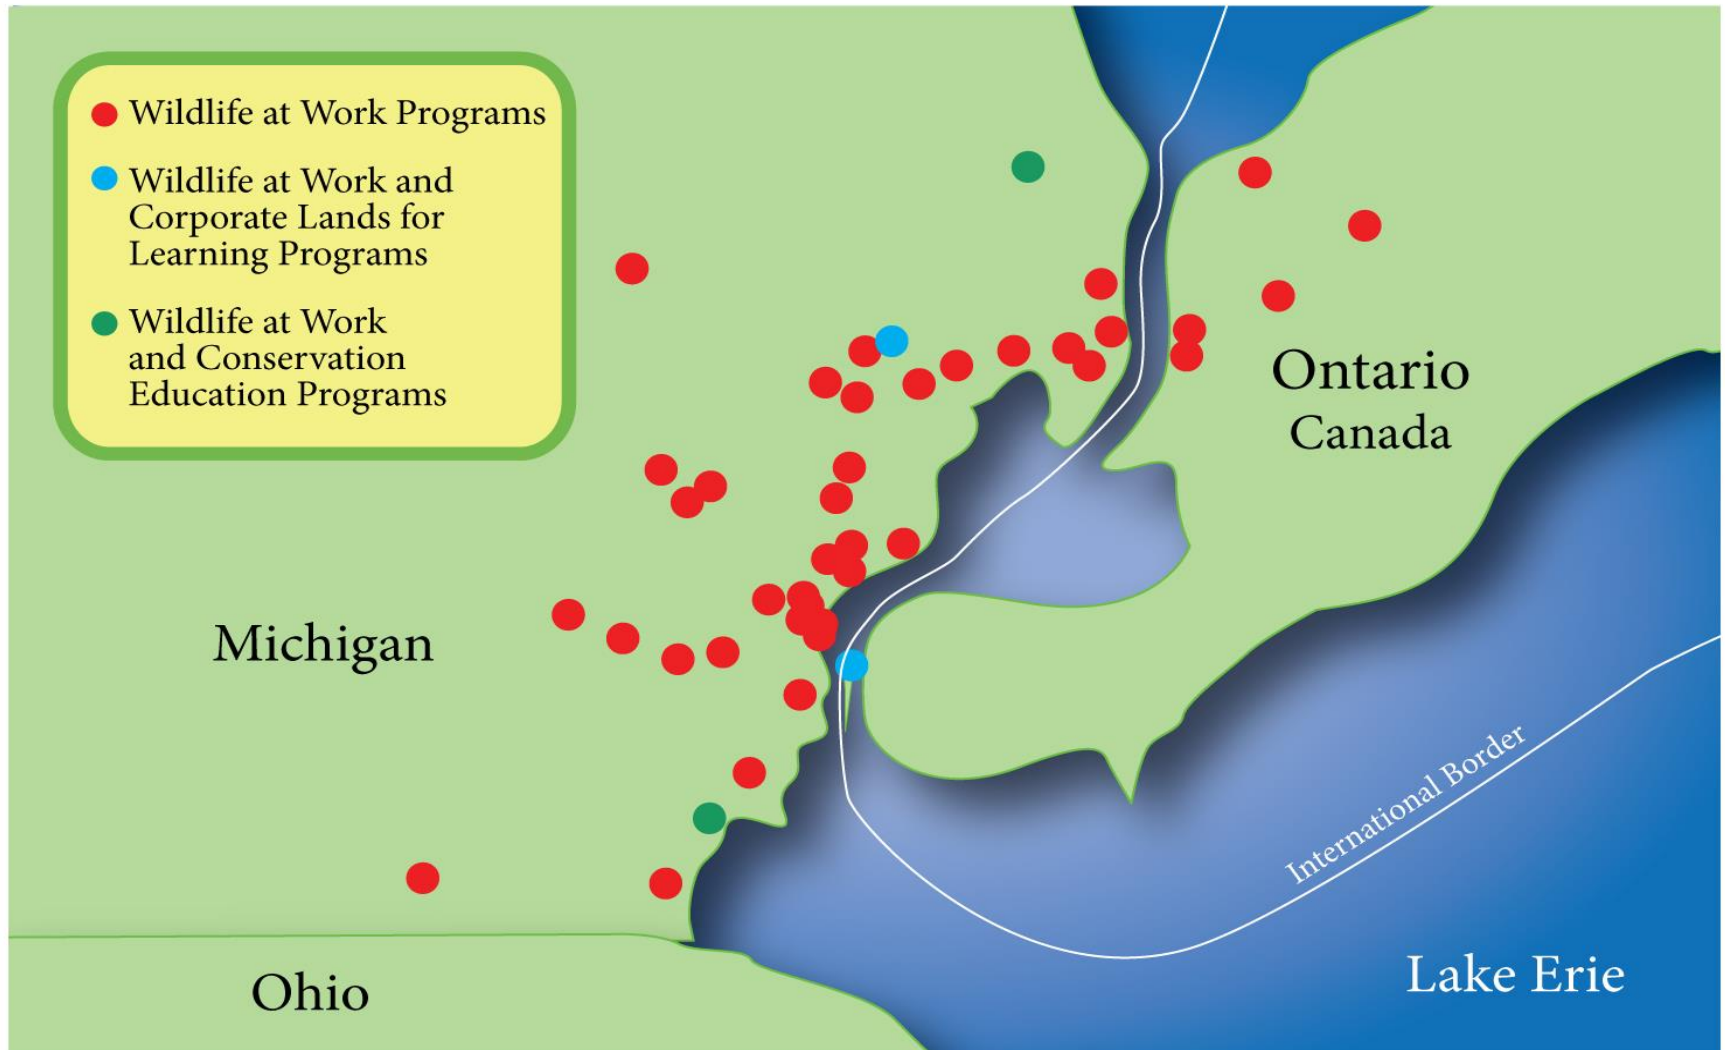 Wildlife at Work Programs
Wildlife at Work and
Corporate Lands for
Learning Programs
Wildlife at Work
and Conservation
Education Programs
Ontario
Canada
Michigan
International Border
Lake Erie
Ohio